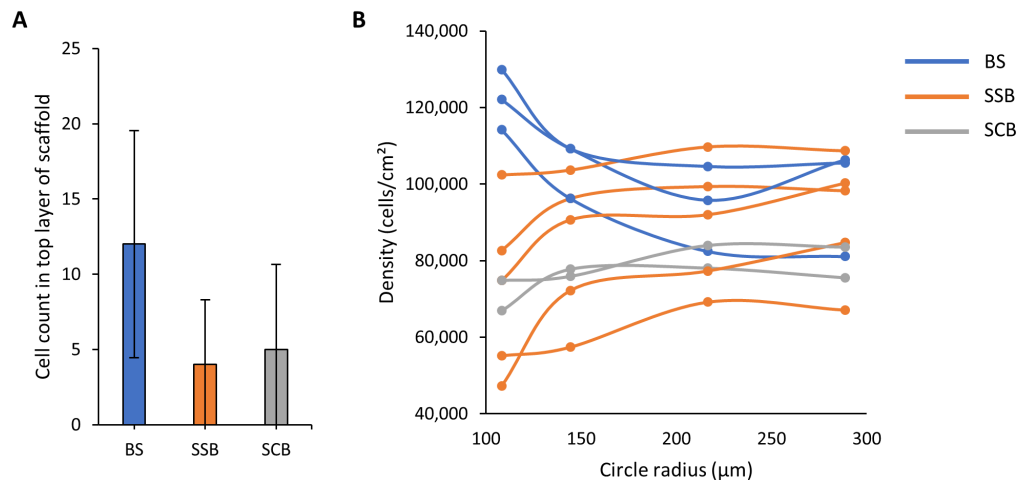 A
Cell count in top layer of scaffold
25
20
15
10
5
0
BS
SSB
SCB
B
Density (cells/cm²)
140,000
120,000
100,000
80,000
60,000
40,000
100
150
200
250
300
Circle radius (µm)
BS
SSB
SCB